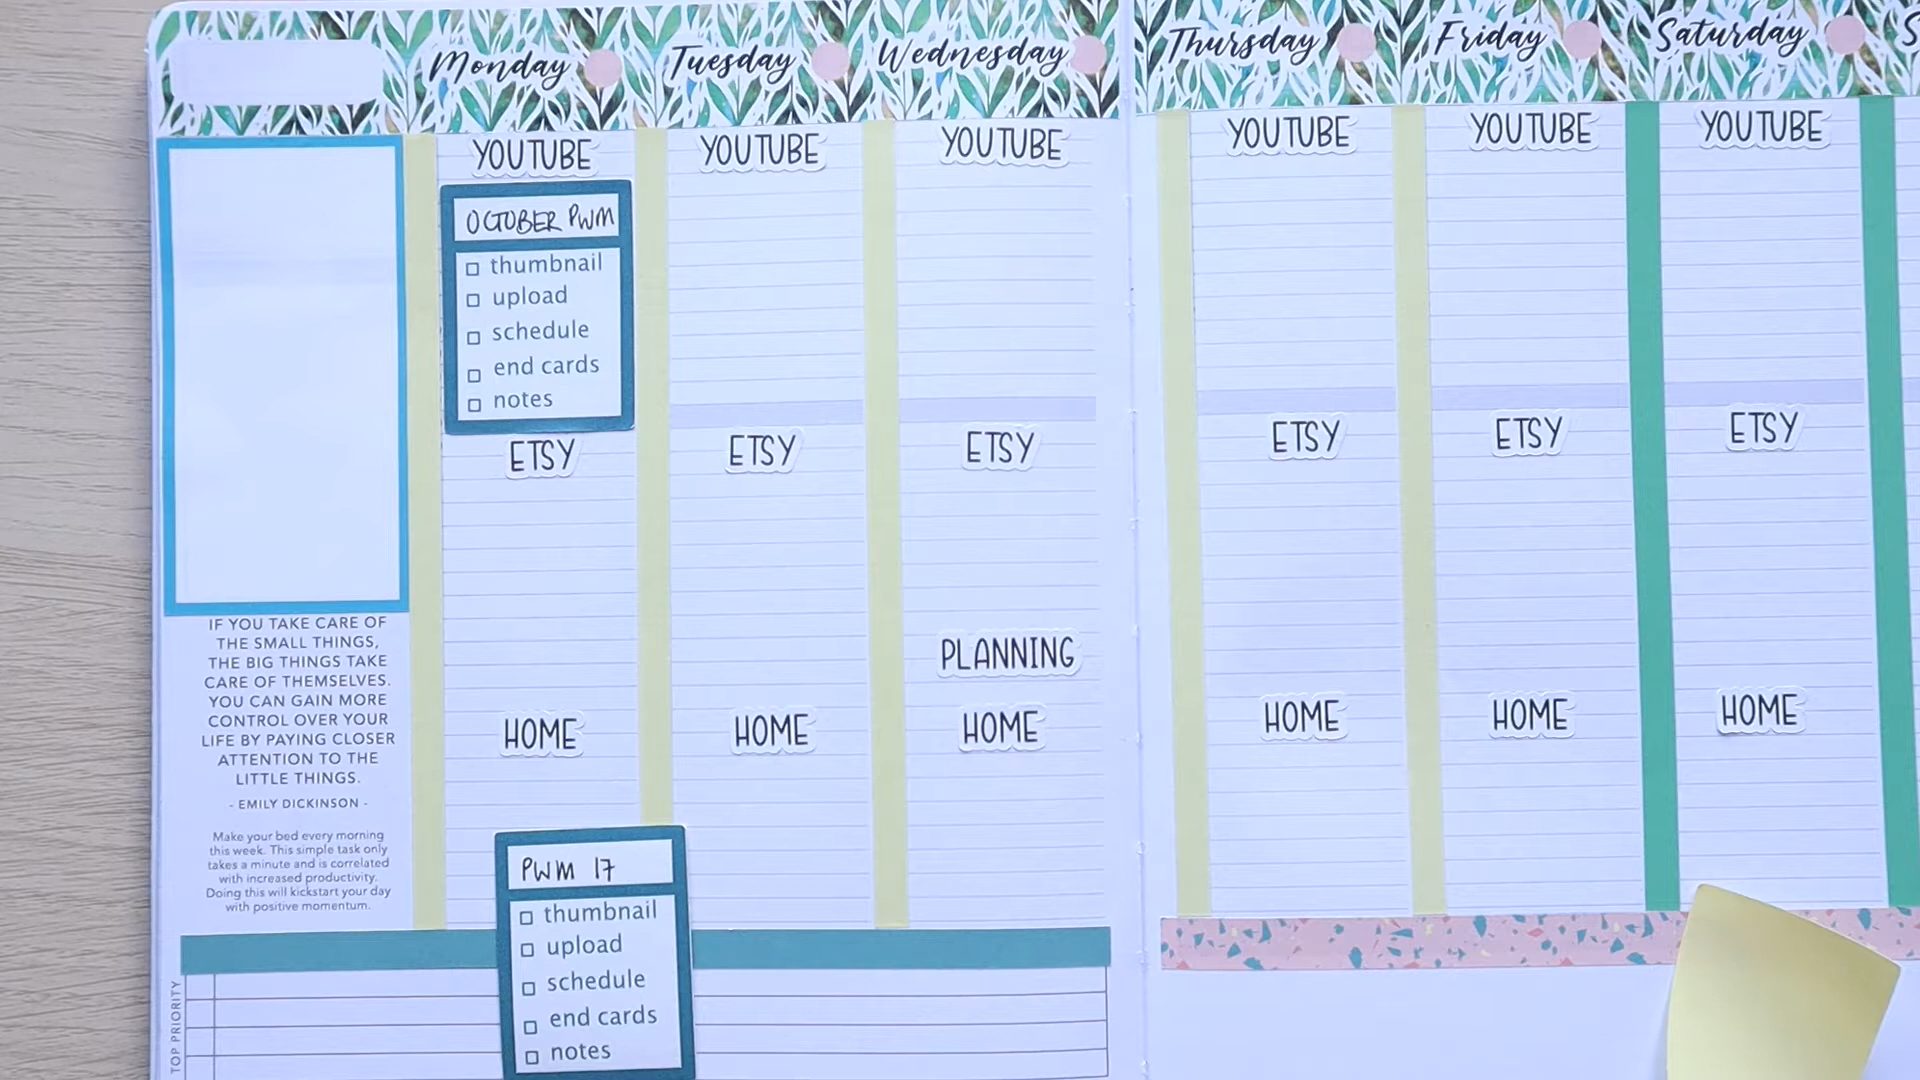 Monday
Tuesday
Wednesday
Thursday
Friday
Saturday
S
YOUTUBE
YOUTUBE
YOUTUBE
YOUTUBE
YOUTUBE
YOUTUBE
OCTOBER PWM
thumbnail
upload
schedule
end cards
notes
ETSY
ETSY
ETSY
ETSY
ETSY
ETSY
PLANNING
HOME
HOME
HOME
HOME
HOME
HOME
IF YOU TAKE CARE OF
THE SMALL THINGS,
THE BIG THINGS TAKE
CARE OF THEMSELVES.
YOU CAN GAIN MORE
CONTROL OVER YOUR
LIFE BY PAYING CLOSER
ATTENTION TO THE
LITTLE THINGS.
- EMILY DICKINSON -
Make your bed every morning
this week. This simple task only
takes a minute and is correlated
with increased productivity.
Doing this will kickstart your day
with positive momentum.
PWM 17
thumbnail
upload
schedule
end cards
notes
TOP PRIORITY